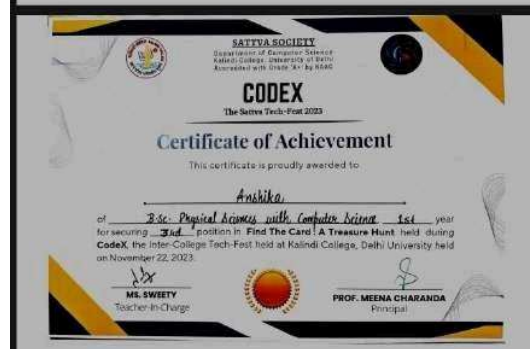 SATTVA SOCIETY
Department of Computer Science
Kalindi College, University of Delhi
Accredited with Grade 'A+' by NAAC
CODEX
The Sattva Tech-Fest 2023
Certificate of Achievement
This certificate is proudly awarded to
Anshika
of B.Sc. Physical Sciences with Computer Science 1st year
for securing 3rd position in Find The Card: A Treasure Hunt held during
CodeX, the Inter-College Tech-Fest held at Kalindi College, Delhi University held
on November 22, 2023.
MS. SWEETY
Teacher-In-Charge
PROF. MEENA CHARANDA
Principal